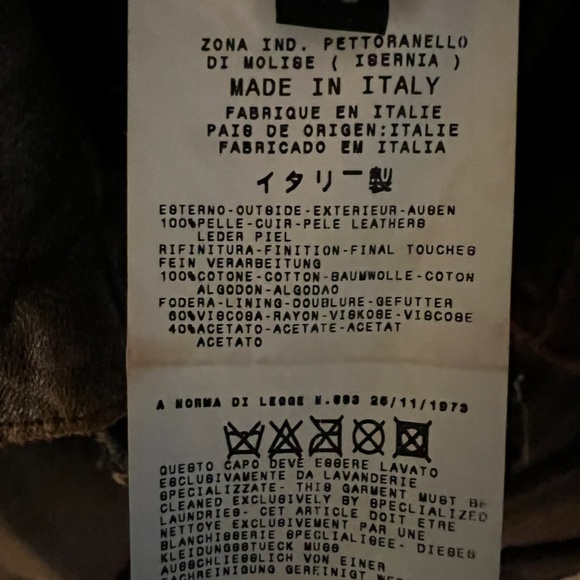 ZONA IND. PETTORANELLO
DI MOLISE ( ISERNIA )
MADE IN ITALY
FABRIQUE EN ITALIE
PAIS DE ORIGEN:ITALIE
FABRICADO EM ITALIA
イタリー製
ESTERNO-OUTSIDE-EXTERIEUR-AUSEN
100%PELLE-CUIR-PELE LEATHERS
LEDER PIEL
RIFINITURA-FINITION-FINAL TOUCHES
FEIN VERARBEITUNG
100%COTONE-COTTON-BAUMWOLLE-COTON
ALGODON-ALGODAO
FODERA-LINING-DOUBLURE-GEFUTTER
60%VISCOSA-RAYON-VISKOSE-VISCOSE
40%ACETATO-ACETATE-ACETAT
ACETATO
A NORMA DI LEGGE N.883 26/11/1973
QUESTO CAPO DEVE ESSERE LAVATO
ESCLUSIVAMENTE DA LAVANDERIE
SPECIALIZZATE- THIS GARMENT MUST BE
CLEANED EXCLUSIVELY BY SPECLIALIZED
LAUNDRIES- CET ARTICLE DOIT ETRE
NETTOYE EXCLUSIVEMENT PAR UNE
BLANCHISSERIE SPECLIALISEE- DIESES
KLEIDUNGSSTUECK MUSS
AUSSCHLIESSLICH VON EINER
FACHREINIGUNG GEREINIGT